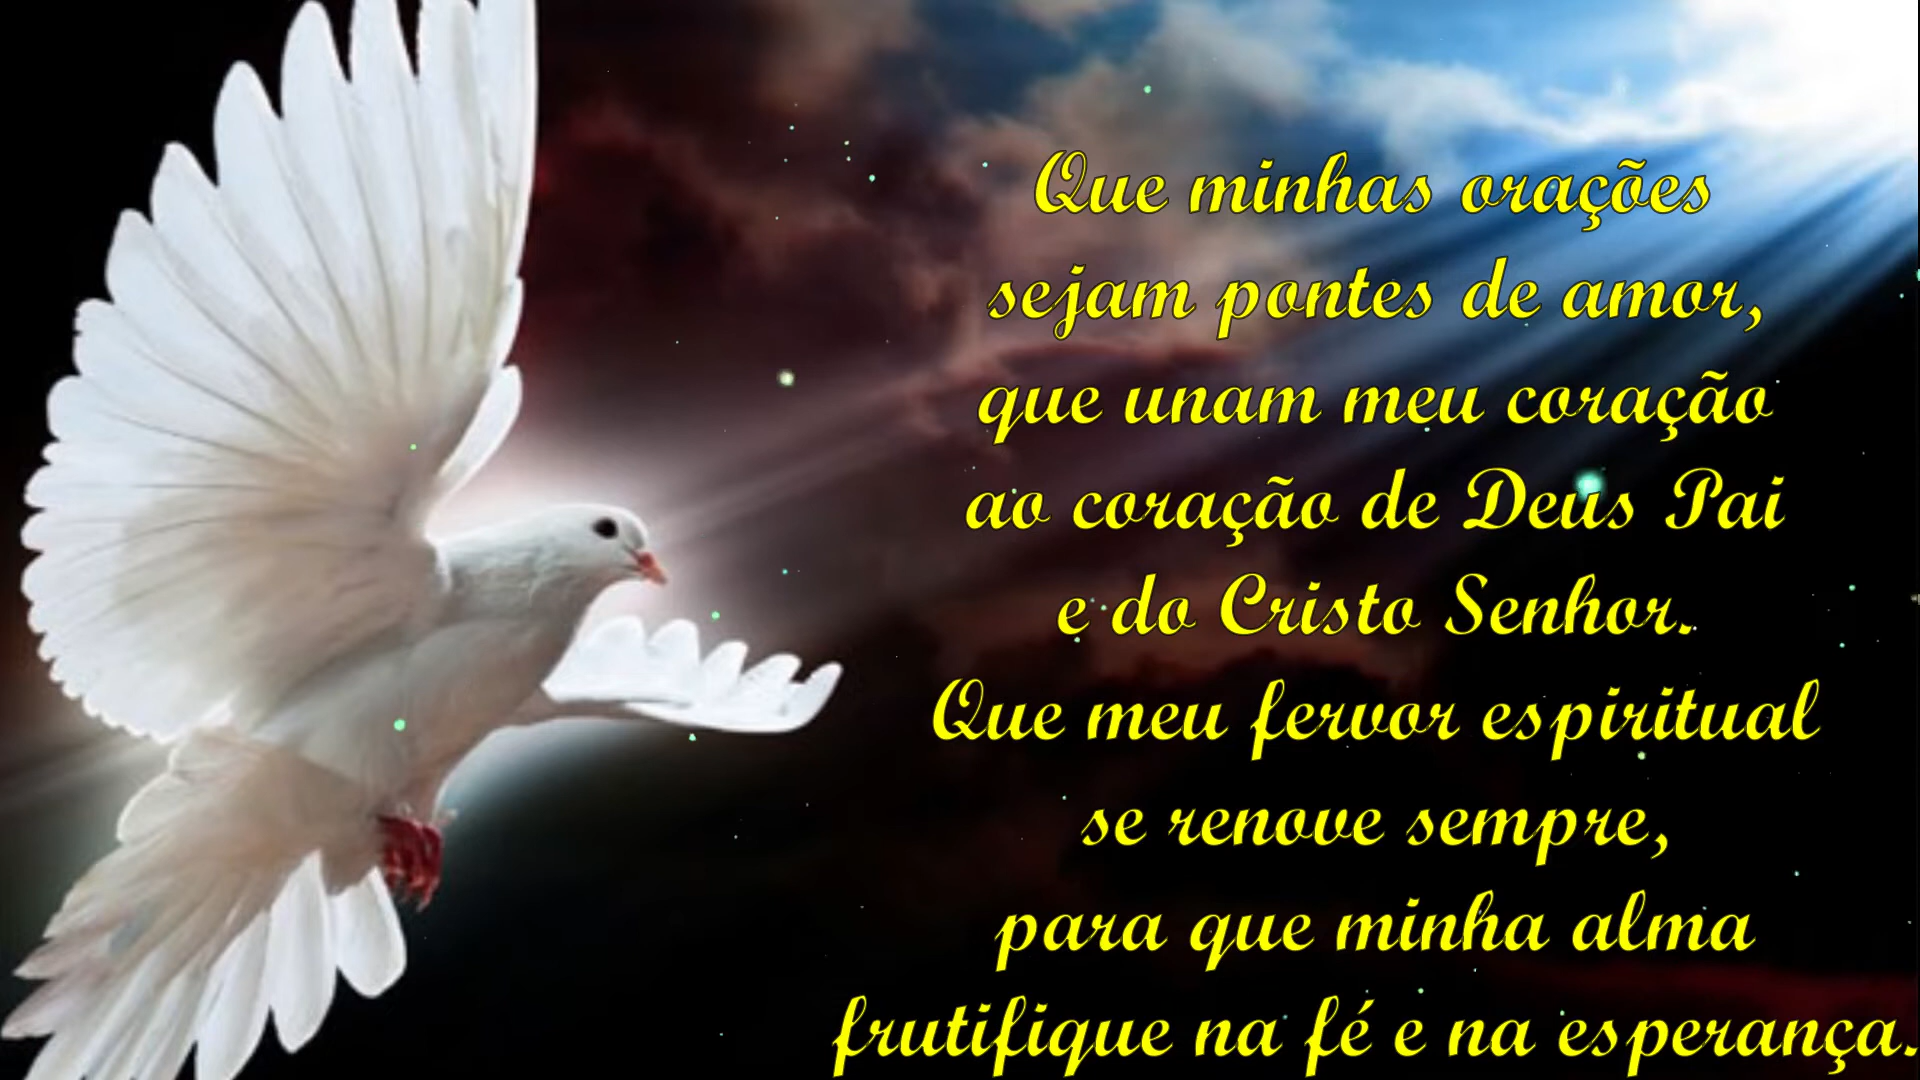 Que minhas orações
sejam pontes de amor,
que unam meu coração
ao coração de Deus Pai
e do Cristo Senhor.
Que meu fervor espiritual
se renove sempre,
para que minha alma
frutifique na fé e na esperança.